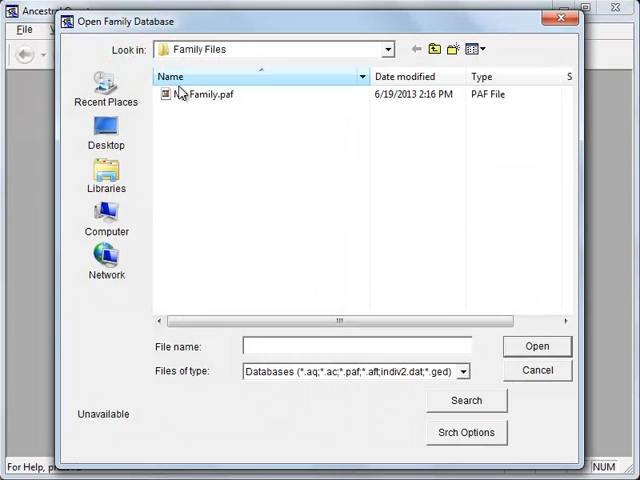 Ancestral
Open Family Database
File
Look in:
Family Files
Name
Date modified
Type
S
Family.paf
6/19/2013 2:16 PM
PAF File
Recent Places
Desktop
Libraries
Computer
Network
File name:
Open
Files of type:
Databases (*.aq;*.ac;*.paf;*.aft;indiv2.dat;*.ged)
Cancel
Search
Unavailable
Srch Options
For Help,
NUM